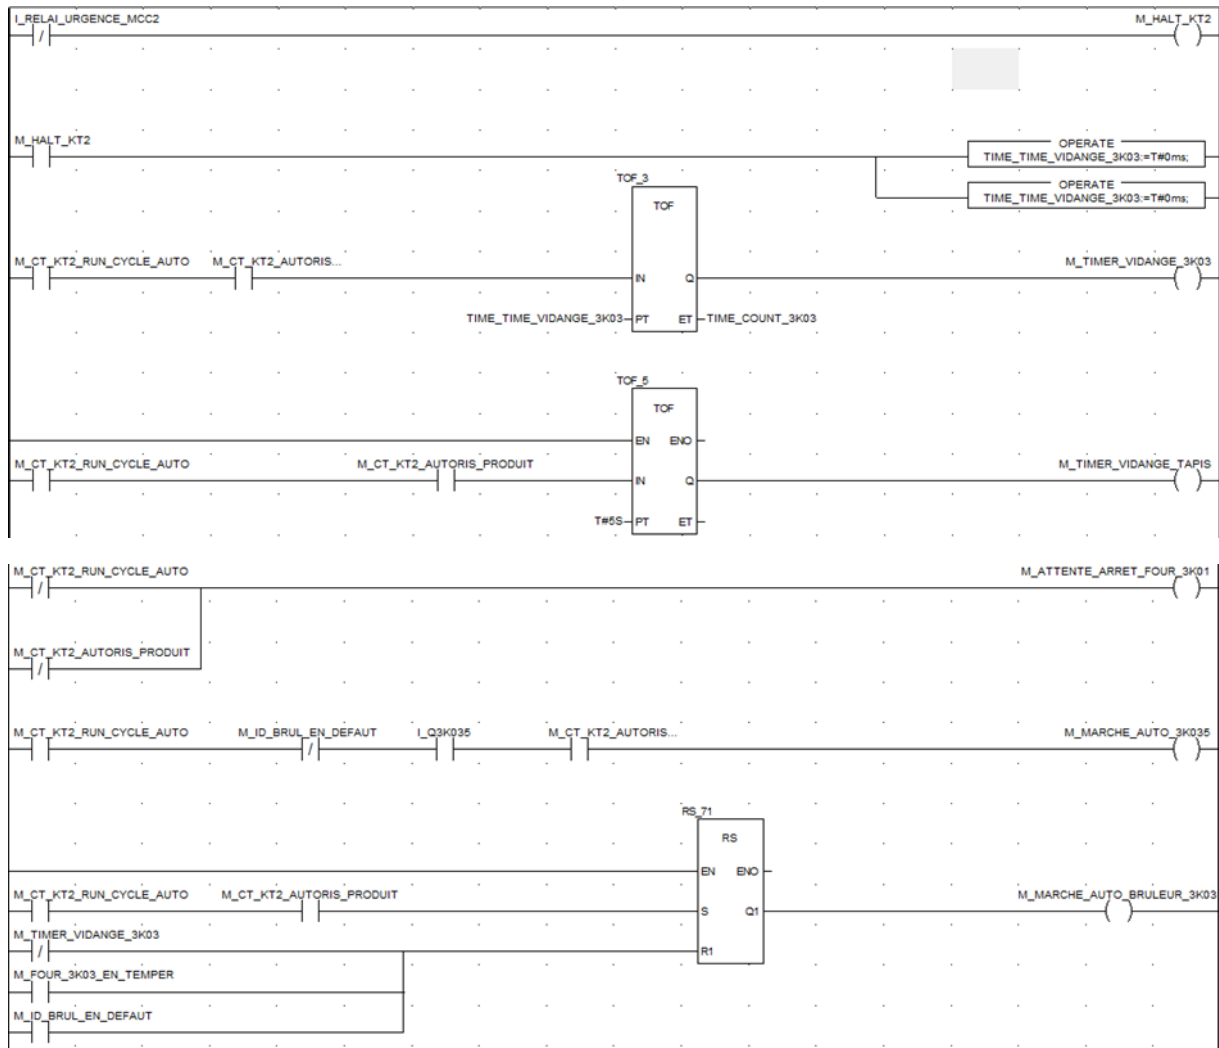 I_RELAI_URGENCE_MCC2
M_HALT_KT2
/
M_HALT_KT2
OPERATE
TIME_TIME_VIDANGE_3K03:=T#0ms;
OPERATE
TIME_TIME_VIDANGE_3K03:=T#0ms;
TOF_3
TOF
M_CT_KT2_RUN_CYCLE_AUTO M_CT_KT2_AUTORIS... M_TIMER_VIDANGE_3K03
IN Q
TIME_TIME_VIDANGE_3K03 PT ET TIME_COUNT_3K03
TOF_5
TOF
EN ENO
M_CT_KT2_RUN_CYCLE_AUTO M_CT_KT2_AUTORIS_PRODUIT M_TIMER_VIDANGE_TAPIS
IN Q
T#5S PT ET
M_CT_KT2_RUN_CYCLE_AUTO M_ATTENTE_ARRET_FOUR_3K01
/
M_CT_KT2_AUTORIS_PRODUIT
/
M_CT_KT2_RUN_CYCLE_AUTO M_ID_BRUL_EN_DEFAUT I_Q3K035 M_CT_KT2_AUTORIS... M_MARCHE_AUTO_3K035
/
RS_71
RS
EN ENO
M_CT_KT2_RUN_CYCLE_AUTO M_CT_KT2_AUTORIS_PRODUIT M_MARCHE_AUTO_BRULEUR_3K03
S Q1
M_TIMER_VIDANGE_3K03
/ R1
M_FOUR_3K03_EN_TEMPER
M_ID_BRUL_EN_DEFAUT